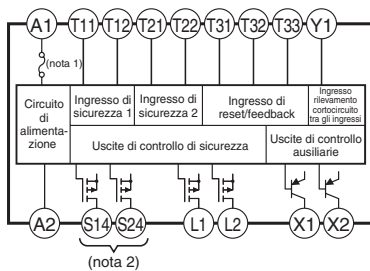 A1 T11 T12 T21 T22 T31 T32 T33 Y1
(nota 1)
Circuito
di
alimenta-
zione
Ingresso di
sicurezza 1
Ingresso di
sicurezza 2
Ingresso di
reset/feedback
Ingresso
rilevamento
cortocircuito
tra gli ingressi
Uscite di controllo di sicurezza
Uscite di controllo
ausiliarie
A2 S14 S24 L1 L2 X1 X2
(nota 2)